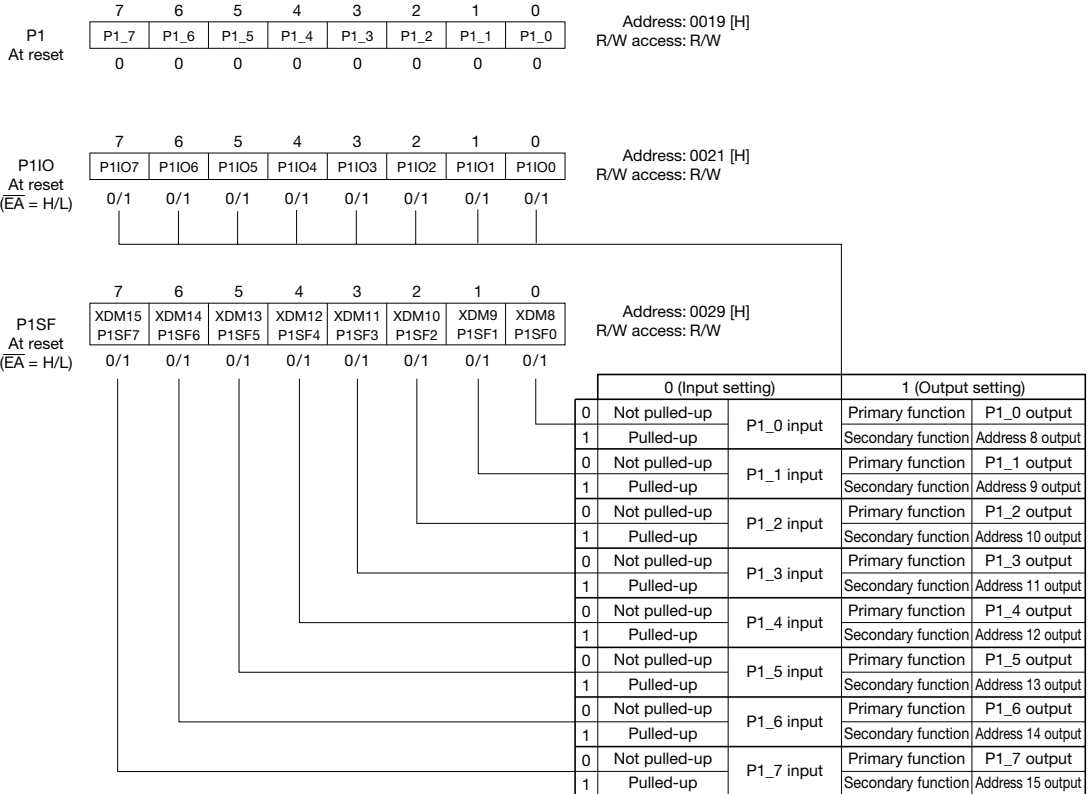 7 6 5 4 3 2 1 0
P1 P1_7 P1_6 P1_5 P1_4 P1_3 P1_2 P1_1 P1_0 Address: 0019 [H]
At reset 0 0 0 0 0 0 0 0 R/W access: R/W
7 6 5 4 3 2 1 0
P1IO P1IO7 P1IO6 P1IO5 P1IO4 P1IO3 P1IO2 P1IO1 P1IO0 Address: 0021 [H]
At reset R/W access: R/W
(EA = H/L) 0/1 0/1 0/1 0/1 0/1 0/1 0/1 0/1
7 6 5 4 3 2 1 0
XDM15 XDM14 XDM13 XDM12 XDM11 XDM10 XDM9 XDM8 Address: 0029 [H]
P1SF P1SF7 P1SF6 P1SF5 P1SF4 P1SF3 P1SF2 P1SF1 P1SF0 R/W access: R/W
At reset
(EA = H/L) 0/1 0/1 0/1 0/1 0/1 0/1 0/1 0/1
0 (Input setting) 1 (Output setting)
0 Not pulled-up P1_0 input Primary function P1_0 output
1 Pulled-up Secondary function Address 8 output
0 Not pulled-up P1_1 input Primary function P1_1 output
1 Pulled-up Secondary function Address 9 output
0 Not pulled-up P1_2 input Primary function P1_2 output
1 Pulled-up Secondary function Address 10 output
0 Not pulled-up P1_3 input Primary function P1_3 output
1 Pulled-up Secondary function Address 11 output
0 Not pulled-up P1_4 input Primary function P1_4 output
1 Pulled-up Secondary function Address 12 output
0 Not pulled-up P1_5 input Primary function P1_5 output
1 Pulled-up Secondary function Address 13 output
0 Not pulled-up P1_6 input Primary function P1_6 output
1 Pulled-up Secondary function Address 14 output
0 Not pulled-up P1_7 input Primary function P1_7 output
1 Pulled-up Secondary function Address 15 output